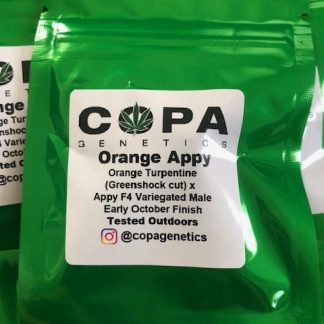 COPA
GENETICS
Orange Appy
Orange Turpentine
(Greenshock cut) x
Appy F4 Variegated Male
Early October Finish
Tested Outdoors
@copagenetics